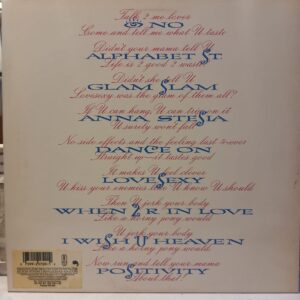 Talk 2 me lover
NO
Come and tell me what U taste
Didn't your mama tell U
ALPHABET ST
Life is 2 good 2 waste
Didn't she tell U
GLAM SLAM
Lovesexy was the glam of them all?
If U can hang, U can trip on it
ANNA STESIA
U surely won't fall
No side effects and the feeling last 4-ever
DANCE ON
Straight up — it tastes good
It makes U feel clever
LOVESEXY
U kiss your enemies like U know U should
Then U jerk your body
WHEN 2 R IN LOVE
Like a horny pony would
U jerk your body
I WISH U HEAVEN
Like a horny pony would
Now run and tell your mama
POSITIVITY
About that!